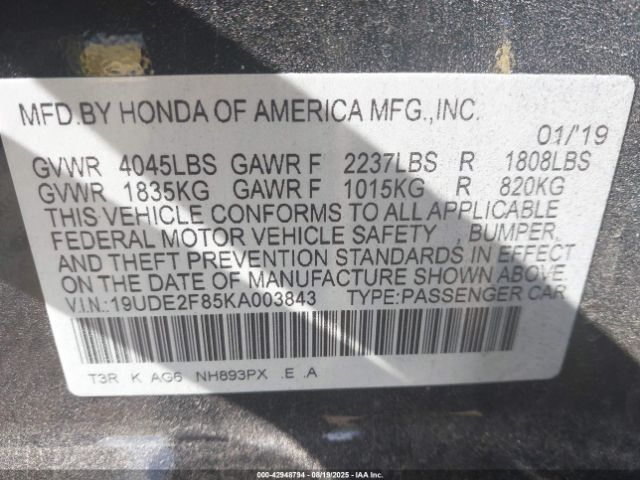 MFD.BY HONDA OF AMERICA MFG.,INC.
01/'19
GVWR 4045LBS GAWR F 2237LBS R 1808LBS
GVWR 1835KG GAWR F 1015KG R 820KG
THIS VEHICLE CONFORMS TO ALL APPLICABLE
FEDERAL MOTOR VEHICLE SAFETY , BUMPER,
AND THEFT PREVENTION STANDARDS IN EFFECT
ON THE DATE OF MANUFACTURE SHOWN ABOVE.
V.I.N.:19UDE2F85KA003843 TYPE:PASSENGER CAR
T3R K AG6 NH893PX .E .A
000-42948794 - 08/19/2025 - IAA Inc.